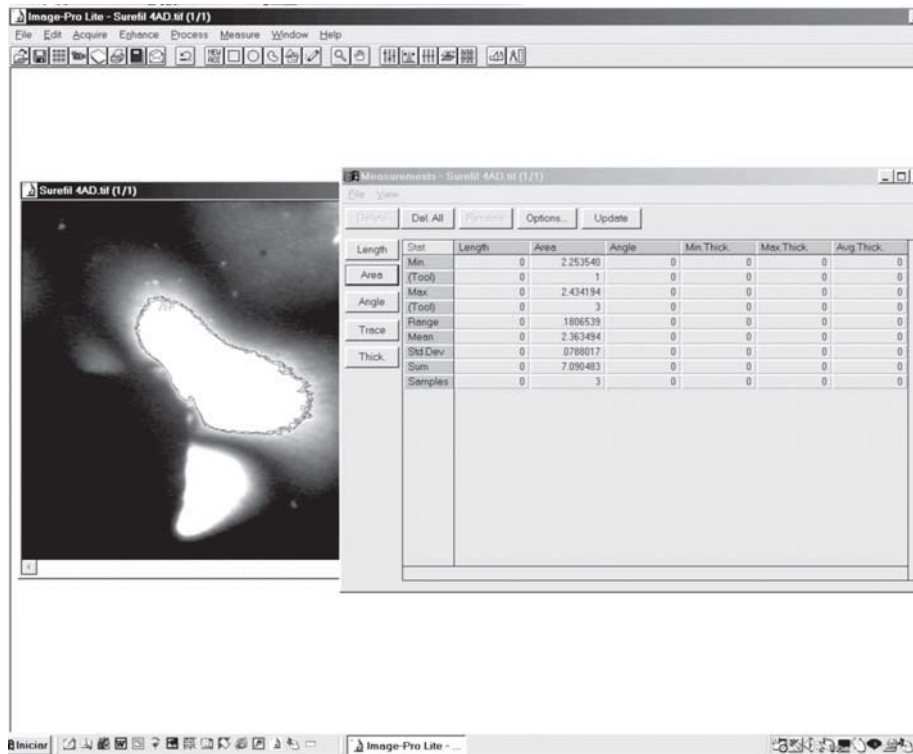 Image-Pro Lite - Surefil 4AD.tif (1/1)
File Edit Acquire Enhance Process Measure Window Help
NEW AOI
Surefil 4AD.tif (1/1)
Measurements - Surefil 4AD.tif (1/1)
File View
Delete Del. All Rename Options... Update
Length
Area
Angle
Trace
Thick.
Stat. Length Area Angle Min.Thick. Max.Thick. Avg.Thick.
Min. 0 2.253540 0 0 0 0
(Tool) 0 1 0 0 0 0
Max. 0 2.434194 0 0 0 0
(Tool) 0 3 0 0 0 0
Range 0 .1806539 0 0 0 0
Mean 0 2.363494 0 0 0 0
Std.Dev 0 .0788017 0 0 0 0
Sum 0 7.090483 0 0 0 0
Samples 0 3 0 0 0 0
Iniciar Image-Pro Lite - ...